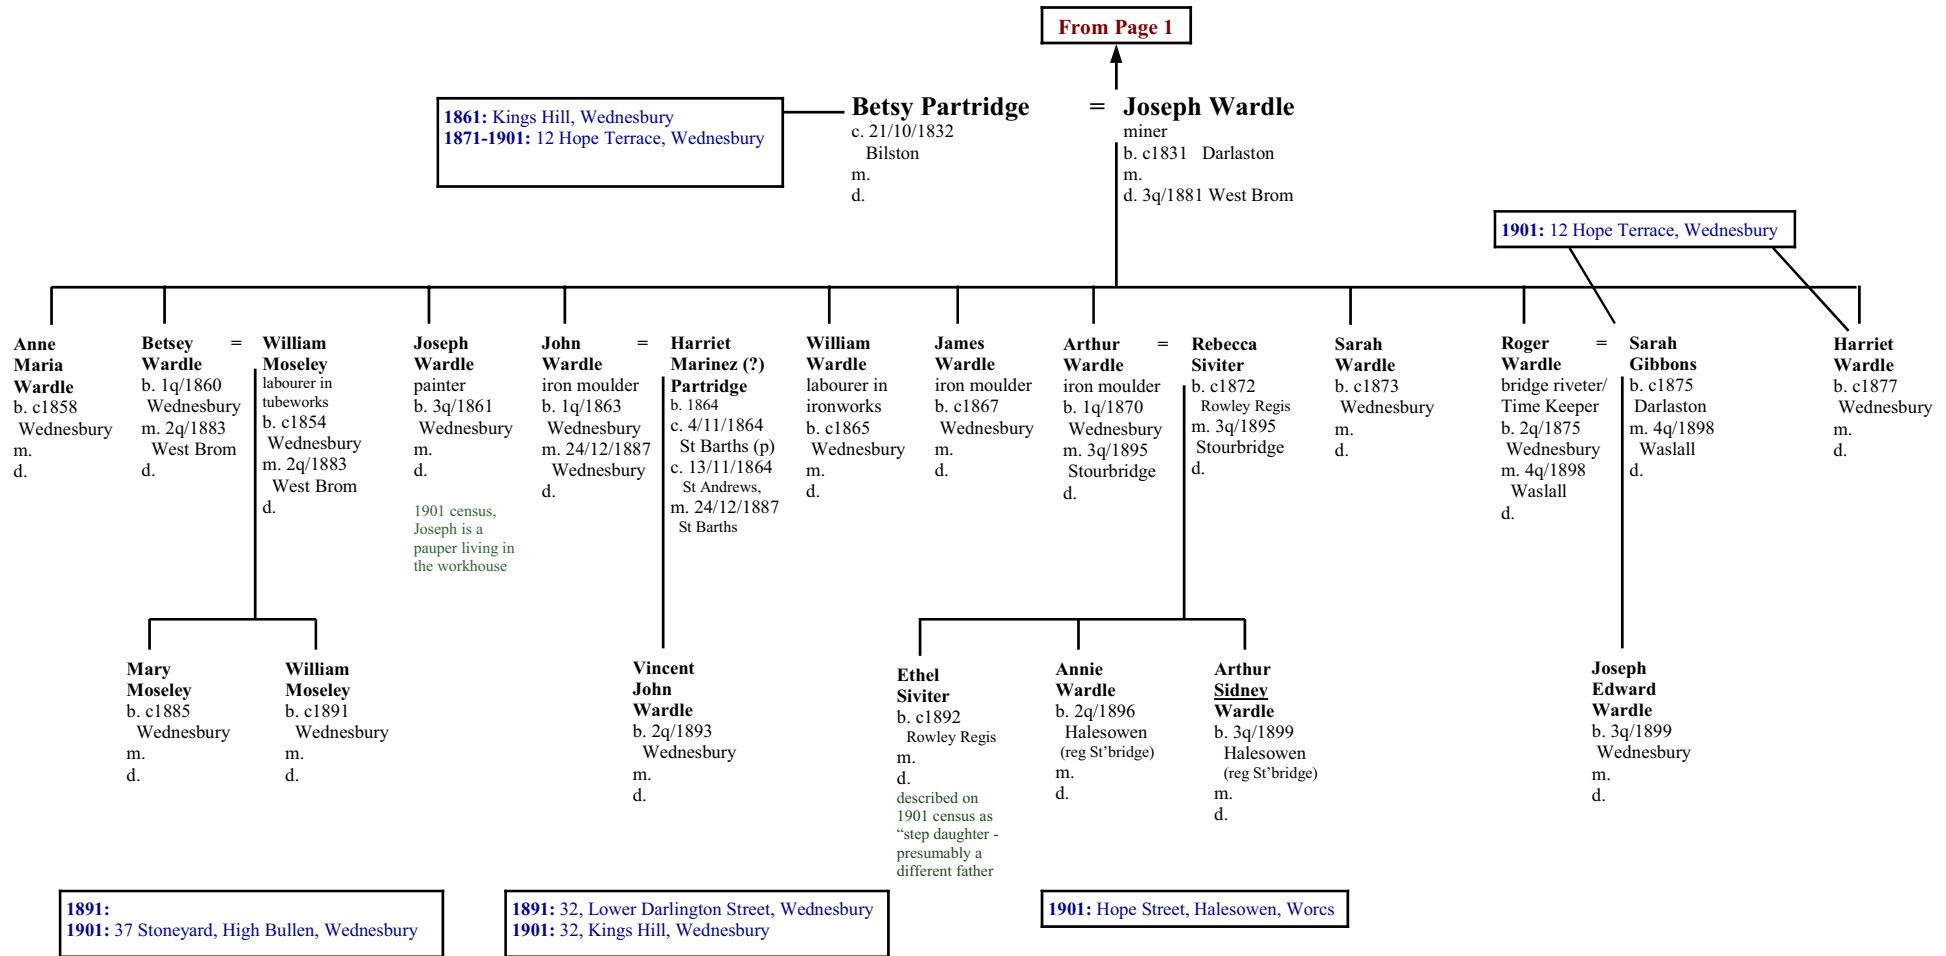 From Page 1
1861: Kings Hill, Wednesbury
1871-1901: 12 Hope Terrace, Wednesbury
Betsy Partridge
c. 21/10/1832
Bilston
m.
d.
=
Joseph Wardle
miner
b. c1831 Darlaston
m.
d. 3q/1881 West Brom
1901: 12 Hope Terrace, Wednesbury
Anne
Maria
Wardle
b. c1858
Wednesbury
m.
d.
Betsey
Wardle
b. 1q/1860
Wednesbury
m. 2q/1883
West Brom
d.
=
William
Moseley
labourer in
tubeworks
b. c1854
Wednesbury
m. 2q/1883
West Brom
d.
Joseph
Wardle
painter
b. 3q/1861
Wednesbury
m.
d.
1901 census,
Joseph is a
pauper living in
the workhouse
John
Wardle
iron moulder
b. 1q/1863
Wednesbury
m. 24/12/1887
Wednesbury
d.
=
Harriet
Marinez (?)
Partridge
b. 1864
c. 4/11/1864
St Barths (p)
c. 13/11/1864
St Andrews,
m. 24/12/1887
St Barths
William
Wardle
labourer in
ironworks
b. c1865
Wednesbury
m.
d.
James
Wardle
iron moulder
b. c1867
Wednesbury
m.
d.
Arthur
Wardle
iron moulder
b. 1q/1870
Wednesbury
m. 3q/1895
Stourbridge
d.
=
Rebecca
Siviter
b. c1872
Rowley Regis
m. 3q/1895
Stourbridge
d.
Sarah
Wardle
b. c1873
Wednesbury
m.
d.
Roger
Wardle
bridge riveter/
Time Keeper
b. 2q/1875
Wednesbury
m. 4q/1898
Waslall
d.
=
Sarah
Gibbons
b. c1875
Darlaston
m. 4q/1898
Waslall
d.
Harriet
Wardle
b. c1877
Wednesbury
m.
d.
Mary
Moseley
b. c1885
Wednesbury
m.
d.
William
Moseley
b. c1891
Wednesbury
m.
d.
Vincent
John
Wardle
b. 2q/1893
Wednesbury
m.
d.
Ethel
Siviter
b. c1892
Rowley Regis
m.
d.
described on
1901 census as
“step daughter -
presumably a
different father
Annie
Wardle
b. 2q/1896
Halesowen
(reg St’bridge)
m.
d.
Arthur
Sidney
Wardle
b. 3q/1899
Halesowen
(reg St’bridge)
m.
d.
Joseph
Edward
Wardle
b. 3q/1899
Wednesbury
m.
d.
1891:
1901: 37 Stoneyard, High Bullen, Wednesbury
1891: 32, Lower Darlington Street, Wednesbury
1901: 32, Kings Hill, Wednesbury
1901: Hope Street, Halesowen, Worcs